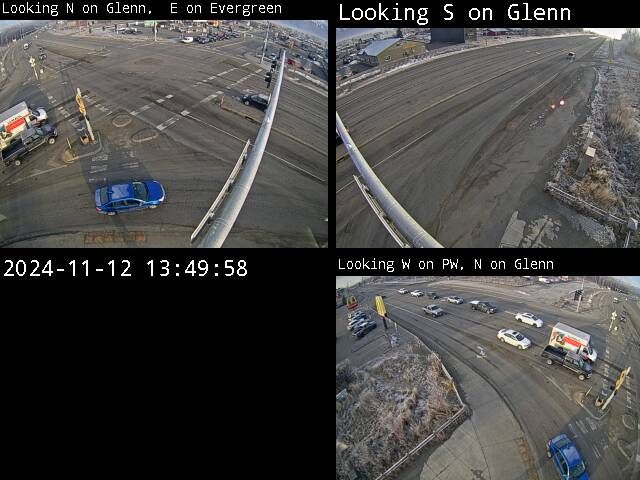 Looking N on Glenn,  E on Evergreen
Looking S on Glenn
2024-11-12 13:49:58
Looking W on PW, N on Glenn